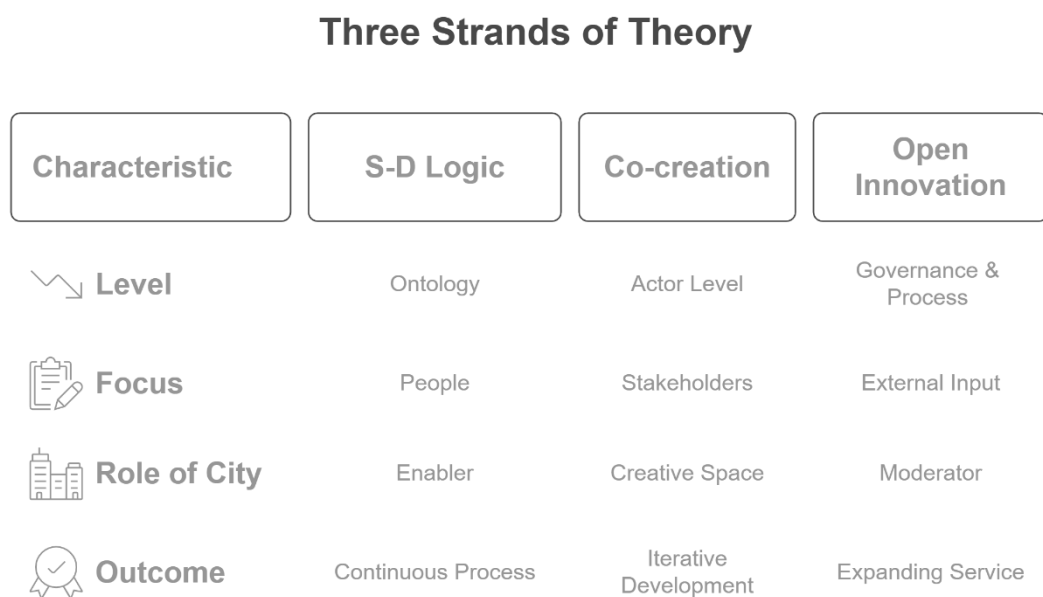 Three Strands of Theory
Characteristic
S-D Logic
Co-creation
Open
Innovation
Level
Ontology
Actor Level
Governance &
Process
Focus
People
Stakeholders
External Input
Role of City
Enabler
Creative Space
Moderator
Outcome
Continuous Process
Iterative
Development
Expanding Service